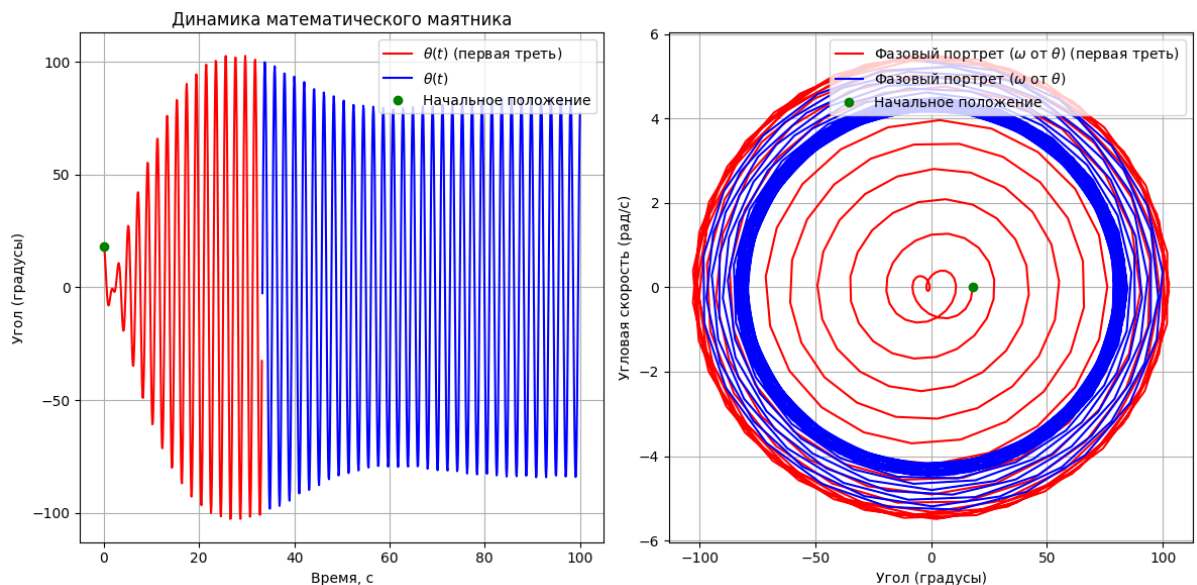 Динамика математического маятника
θ(t) (первая треть)
θ(t)
Начальное положение
Угол (градусы)
100
50
0
−50
−100
0
20
40
60
80
100
Время, с
Фазовый портрет (ω от θ) (первая треть)
Фазовый портрет (ω от θ)
Начальное положение
Угловая скорость (рад/с)
6
4
2
0
−2
−4
−6
−100
−50
0
50
100
Угол (градусы)